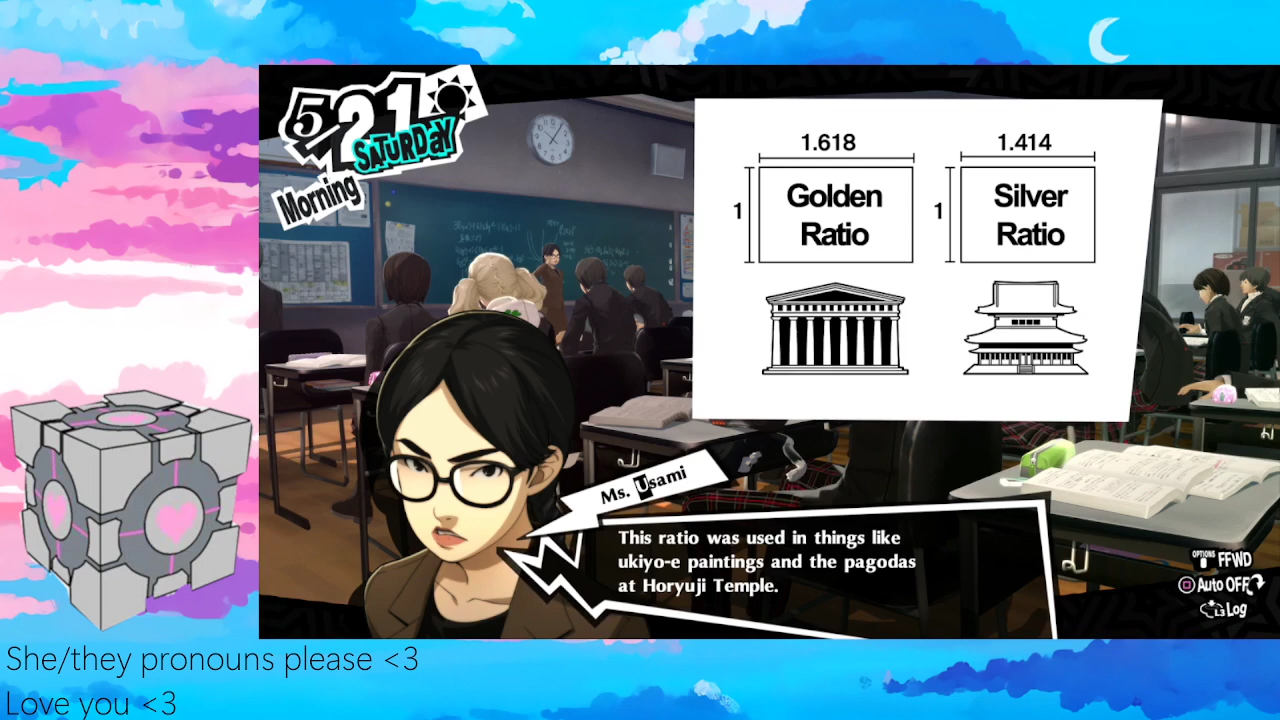 5/21
SATURDAY
Morning
1.618
1
Golden
Ratio
1.414
1
Silver
Ratio
Ms. Usami
This ratio was used in things like
ukiyo-e paintings and the pagodas
at Horyuji Temple.
OPTIONS FFWD
Auto OFF
L3 Log
She/they pronouns please <3
Love you <3